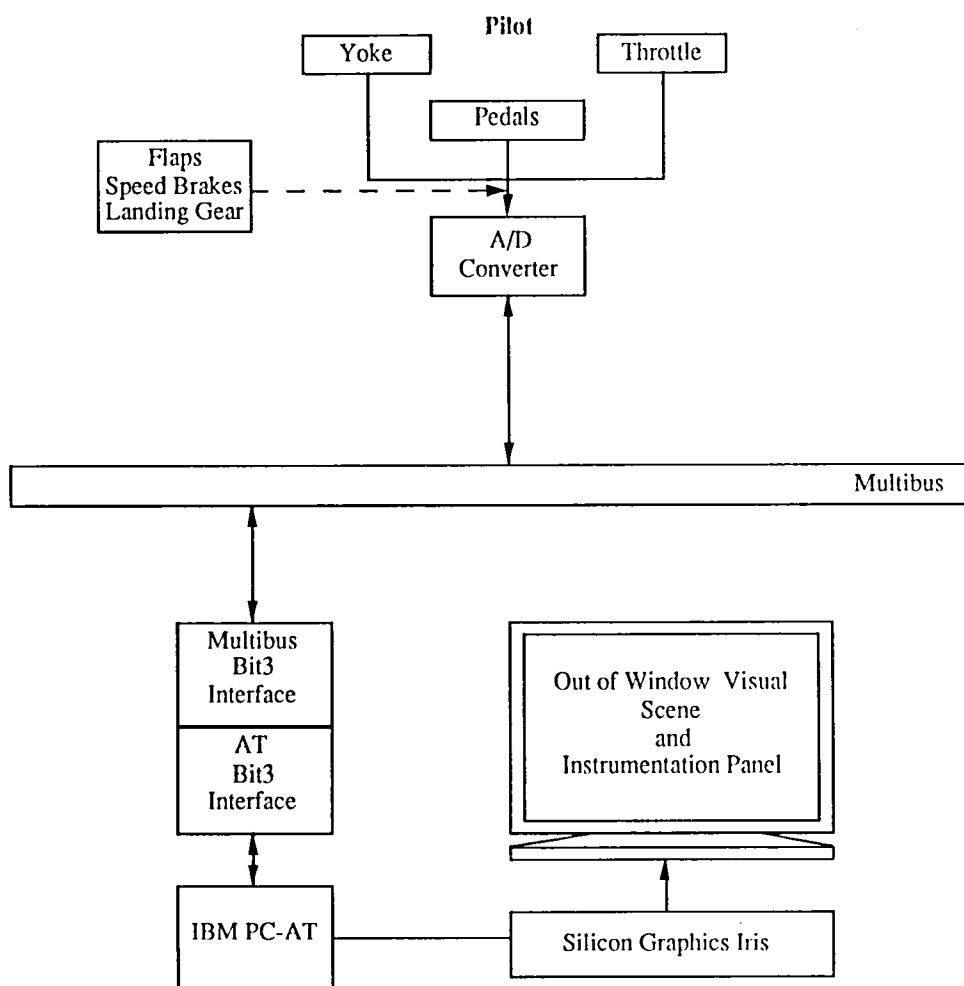 Pilot
Yoke
Throttle
Pedals
Flaps
Speed Brakes
Landing Gear
A/D
Converter
Multibus
Multibus
Bit3
Interface
AT
Bit3
Interface
Out of Window Visual
Scene
and
Instrumentation Panel
IBM PC-AT
Silicon Graphics Iris